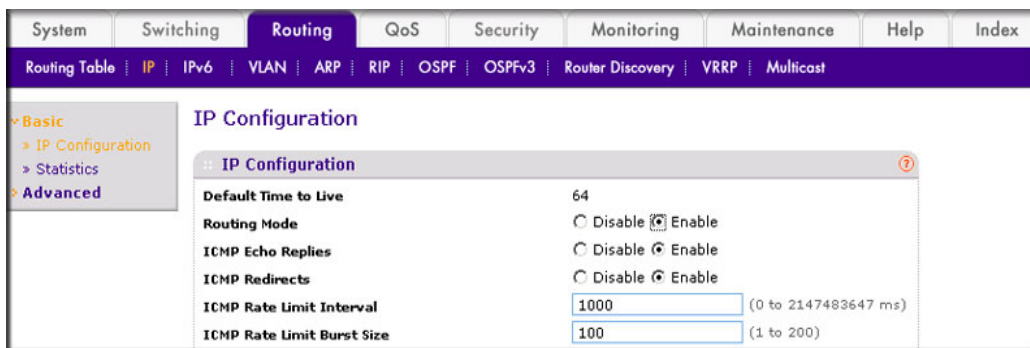 System Switching Routing QoS Security Monitoring Maintenance Help Index
Routing Table IP IPv6 VLAN ARP RIP OSPF OSPFv3 Router Discovery VRRP Multicast
Basic
» IP Configuration
» Statistics
Advanced
IP Configuration
IP Configuration ?
Default Time to Live 64
Routing Mode Disable Enable
ICMP Echo Replies Disable Enable
ICMP Redirects Disable Enable
ICMP Rate Limit Interval 1000 (0 to 2147483647 ms)
ICMP Rate Limit Burst Size 100 (1 to 200)